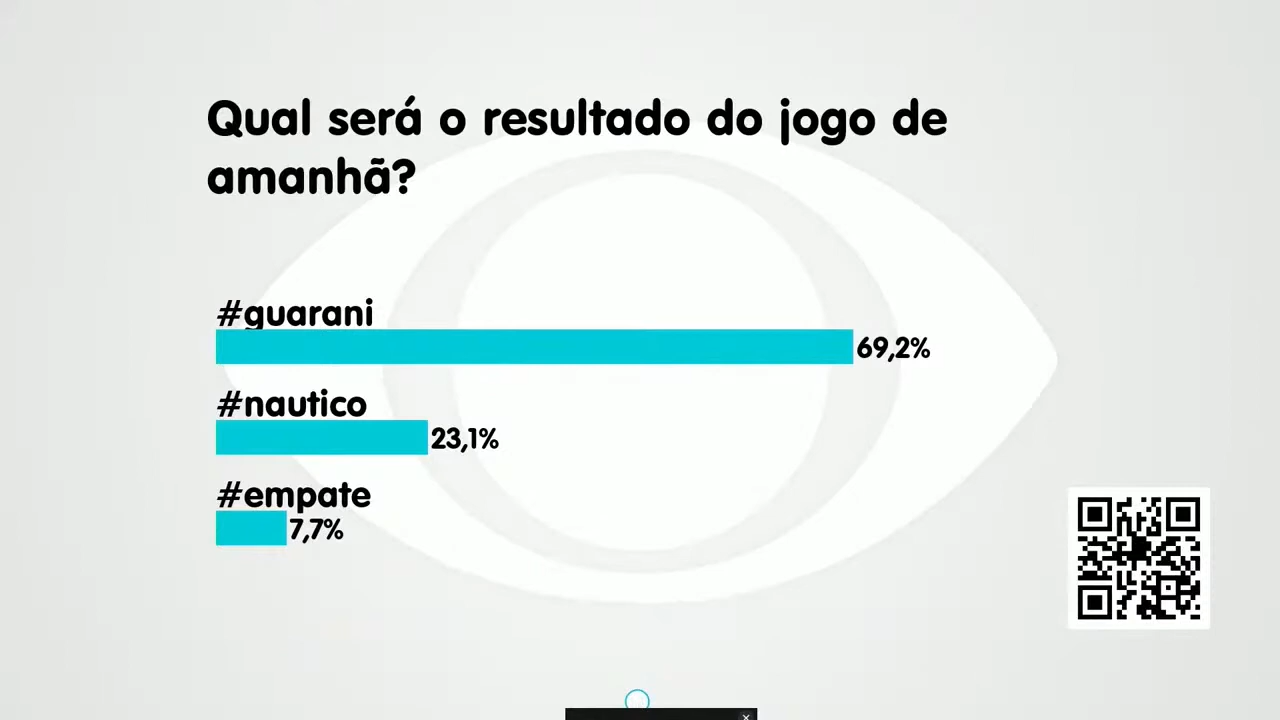 Qual será o resultado do jogo de
amanhã?
#guarani
69,2%
#nautico
23,1%
#empate
7,7%